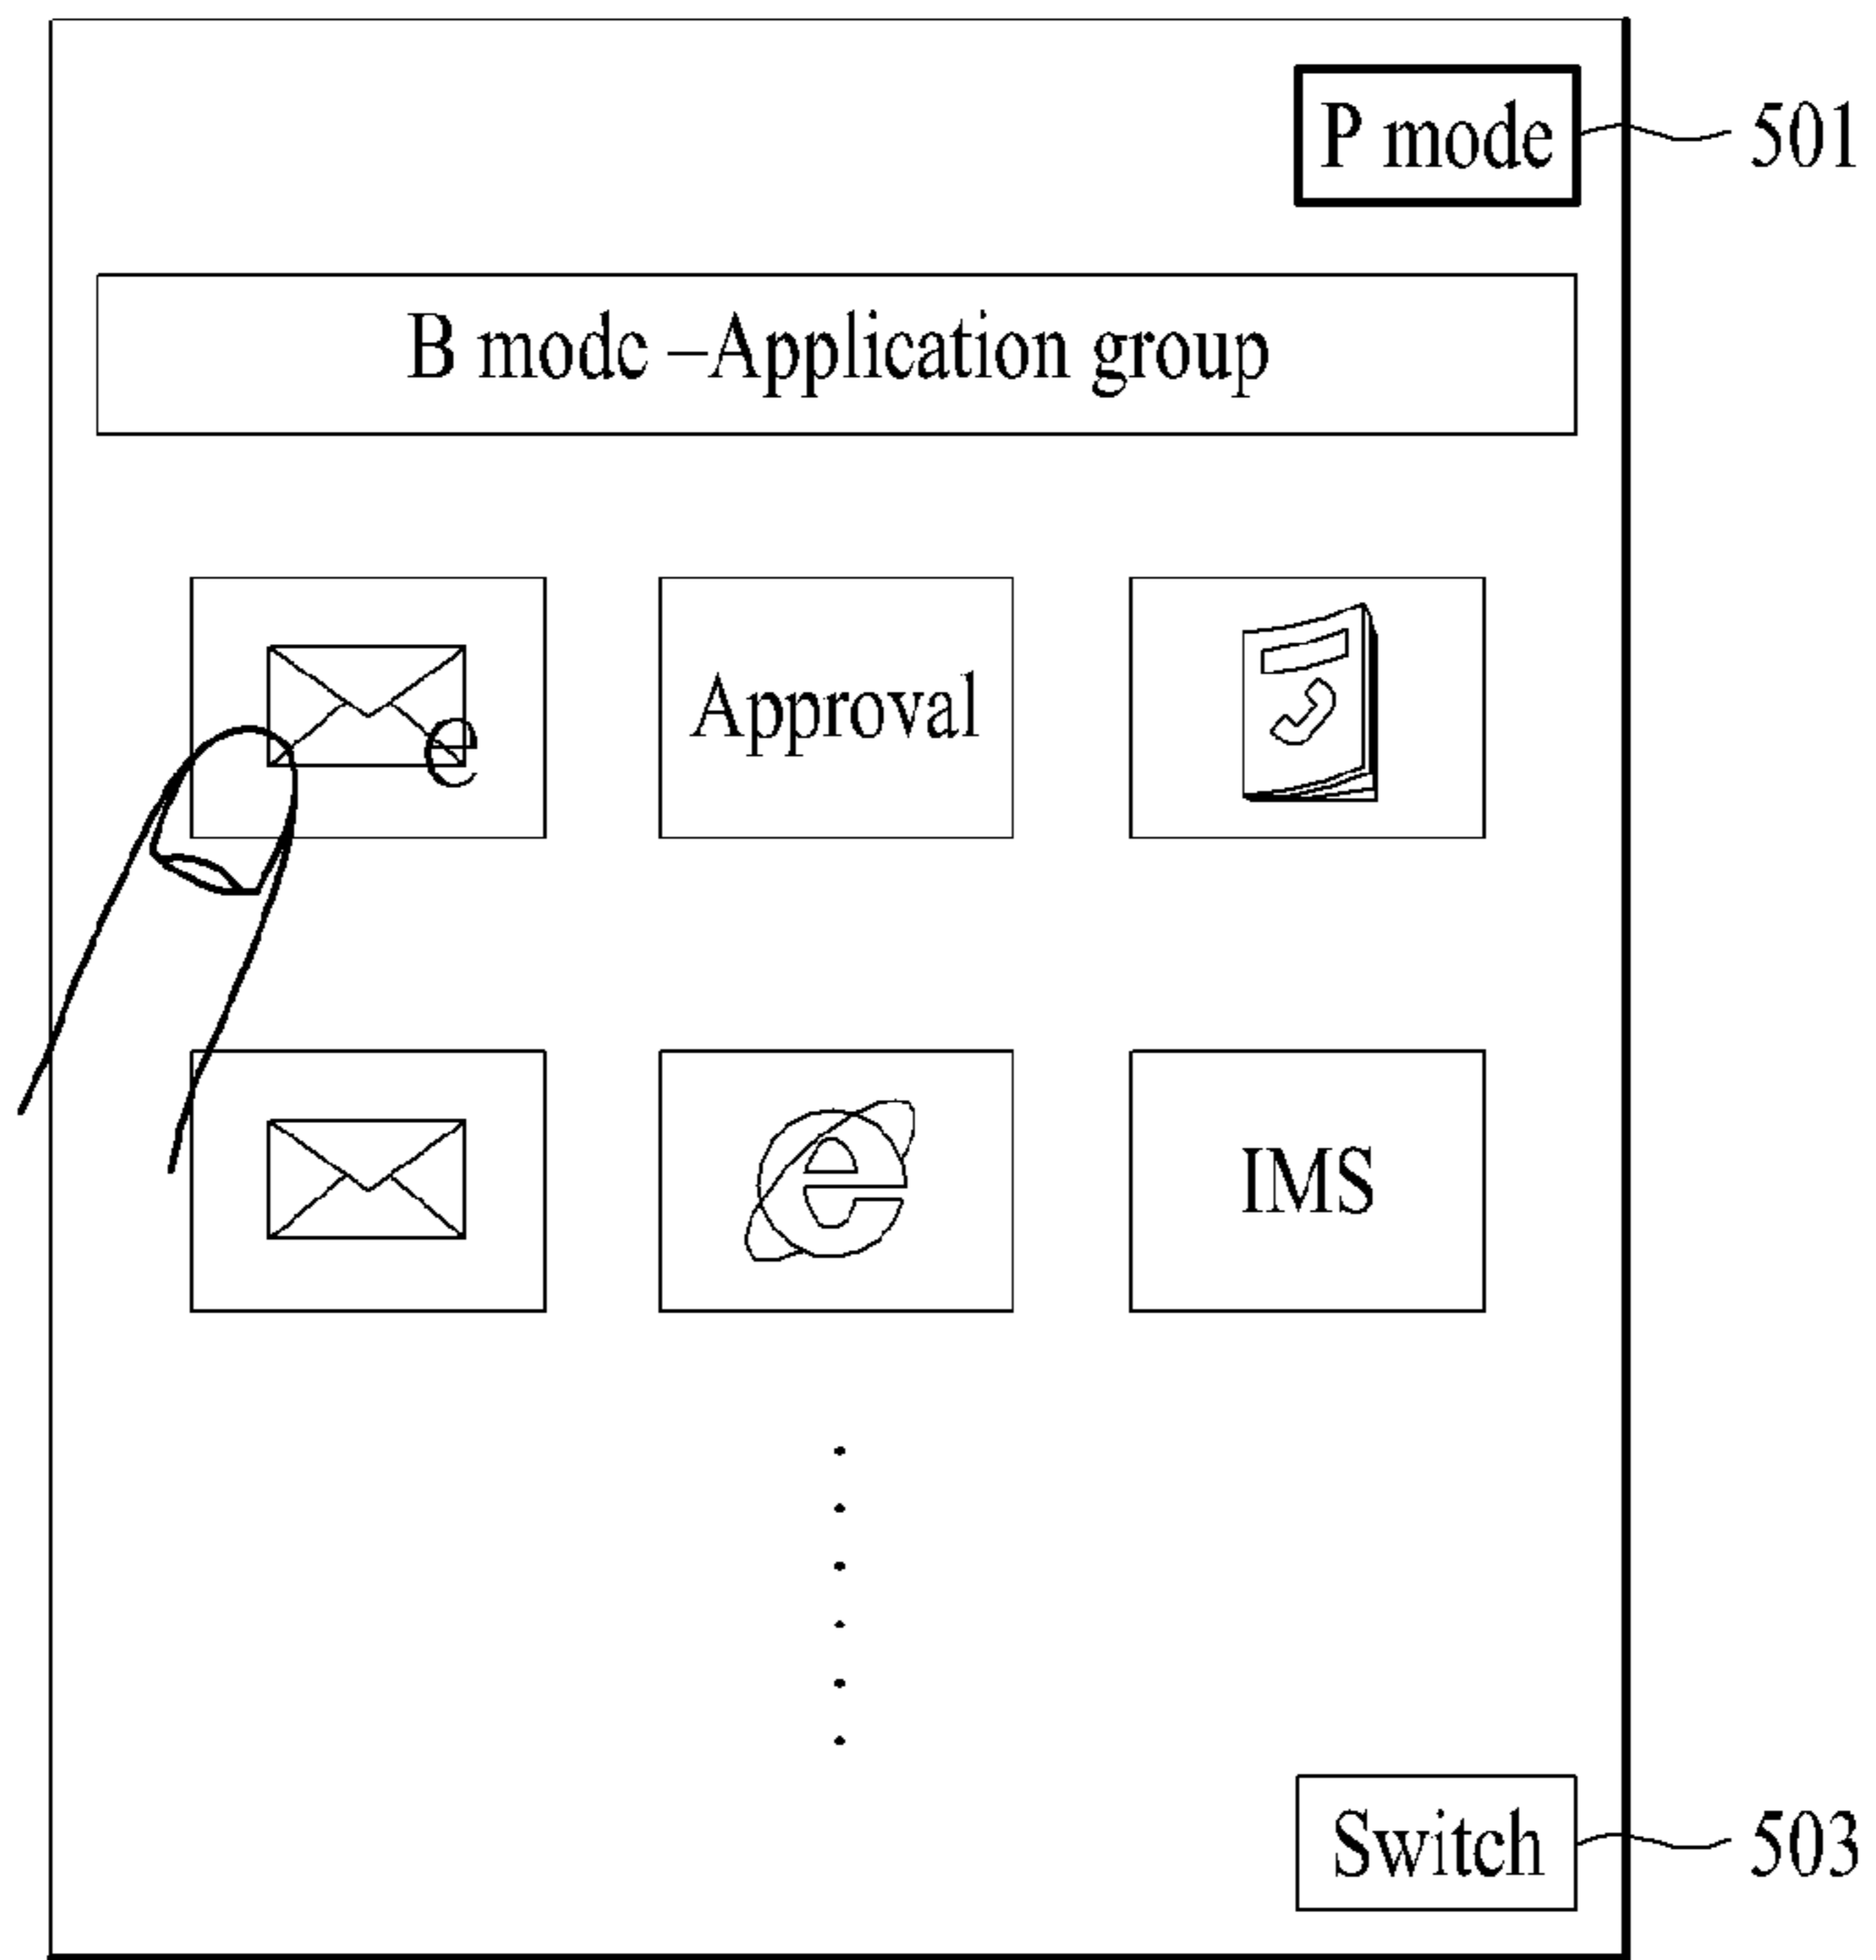 P mode 501
B mode –Application group
e Approval
e IMS
Switch 503